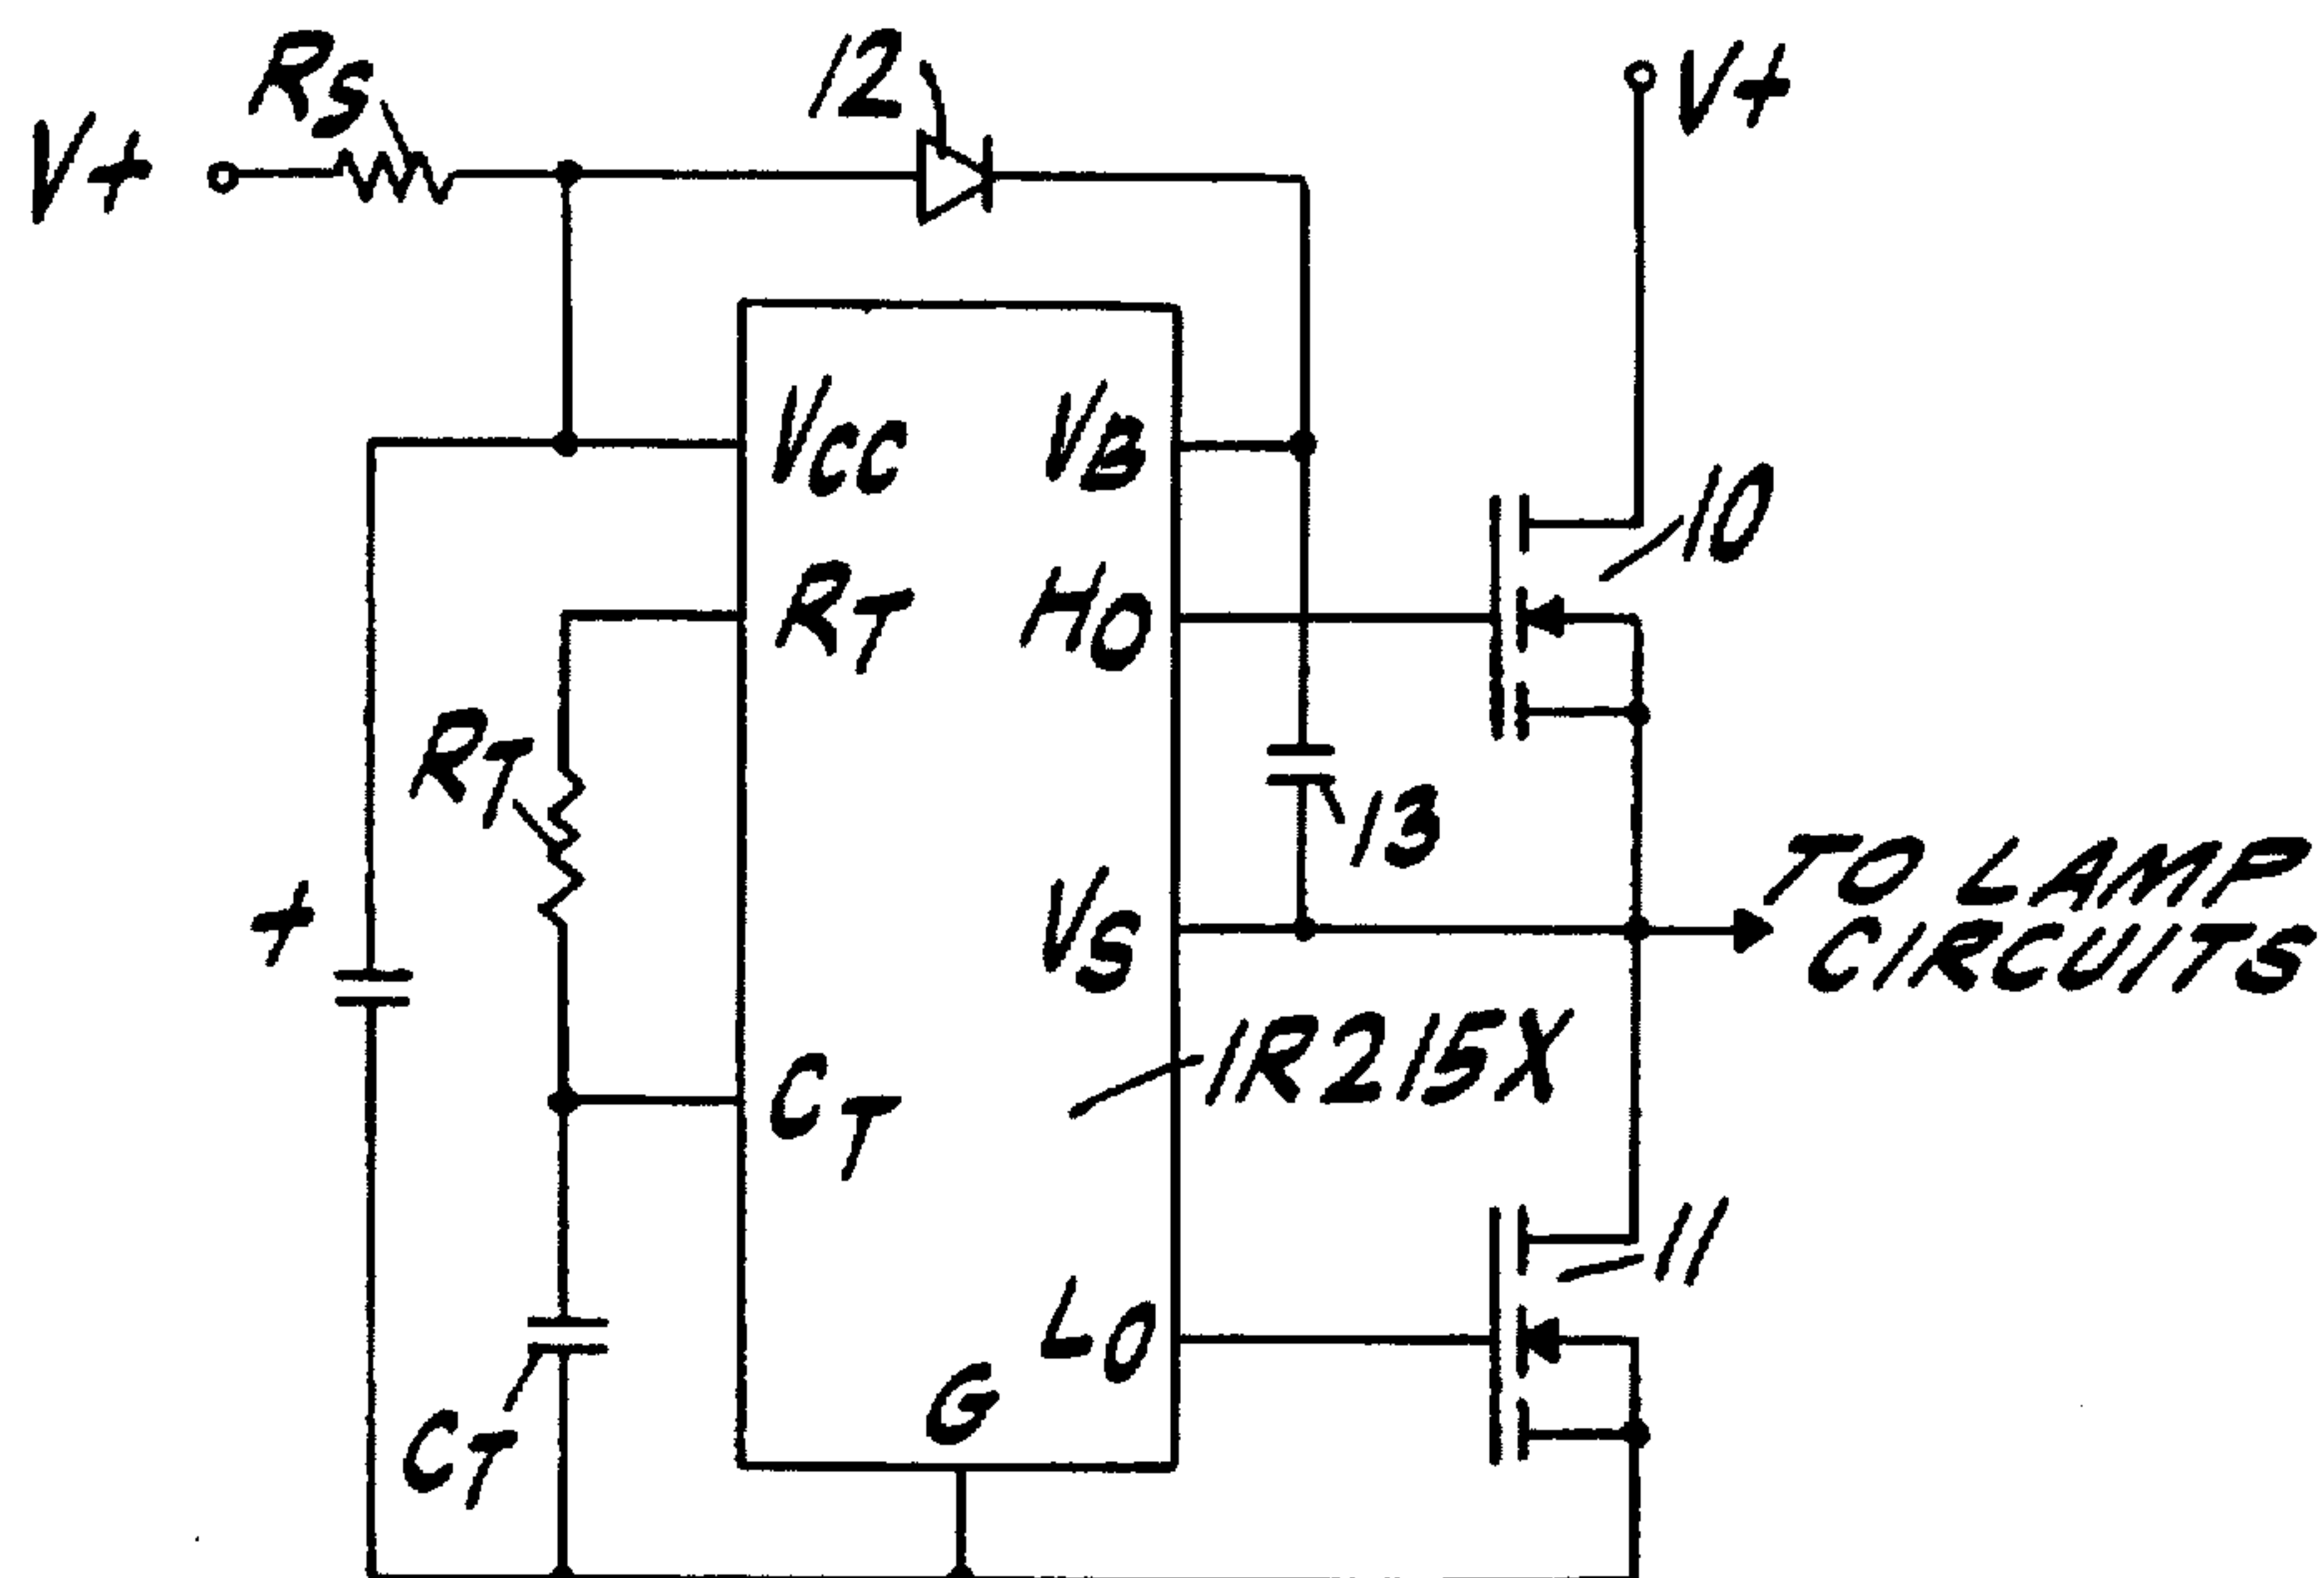 RS
12
V+
V+
VCC
VB
10
RT
HO
RT
13
+
VS
TO LAMP
CIRCUITS
IR215X
CT
11
LO
G
CT